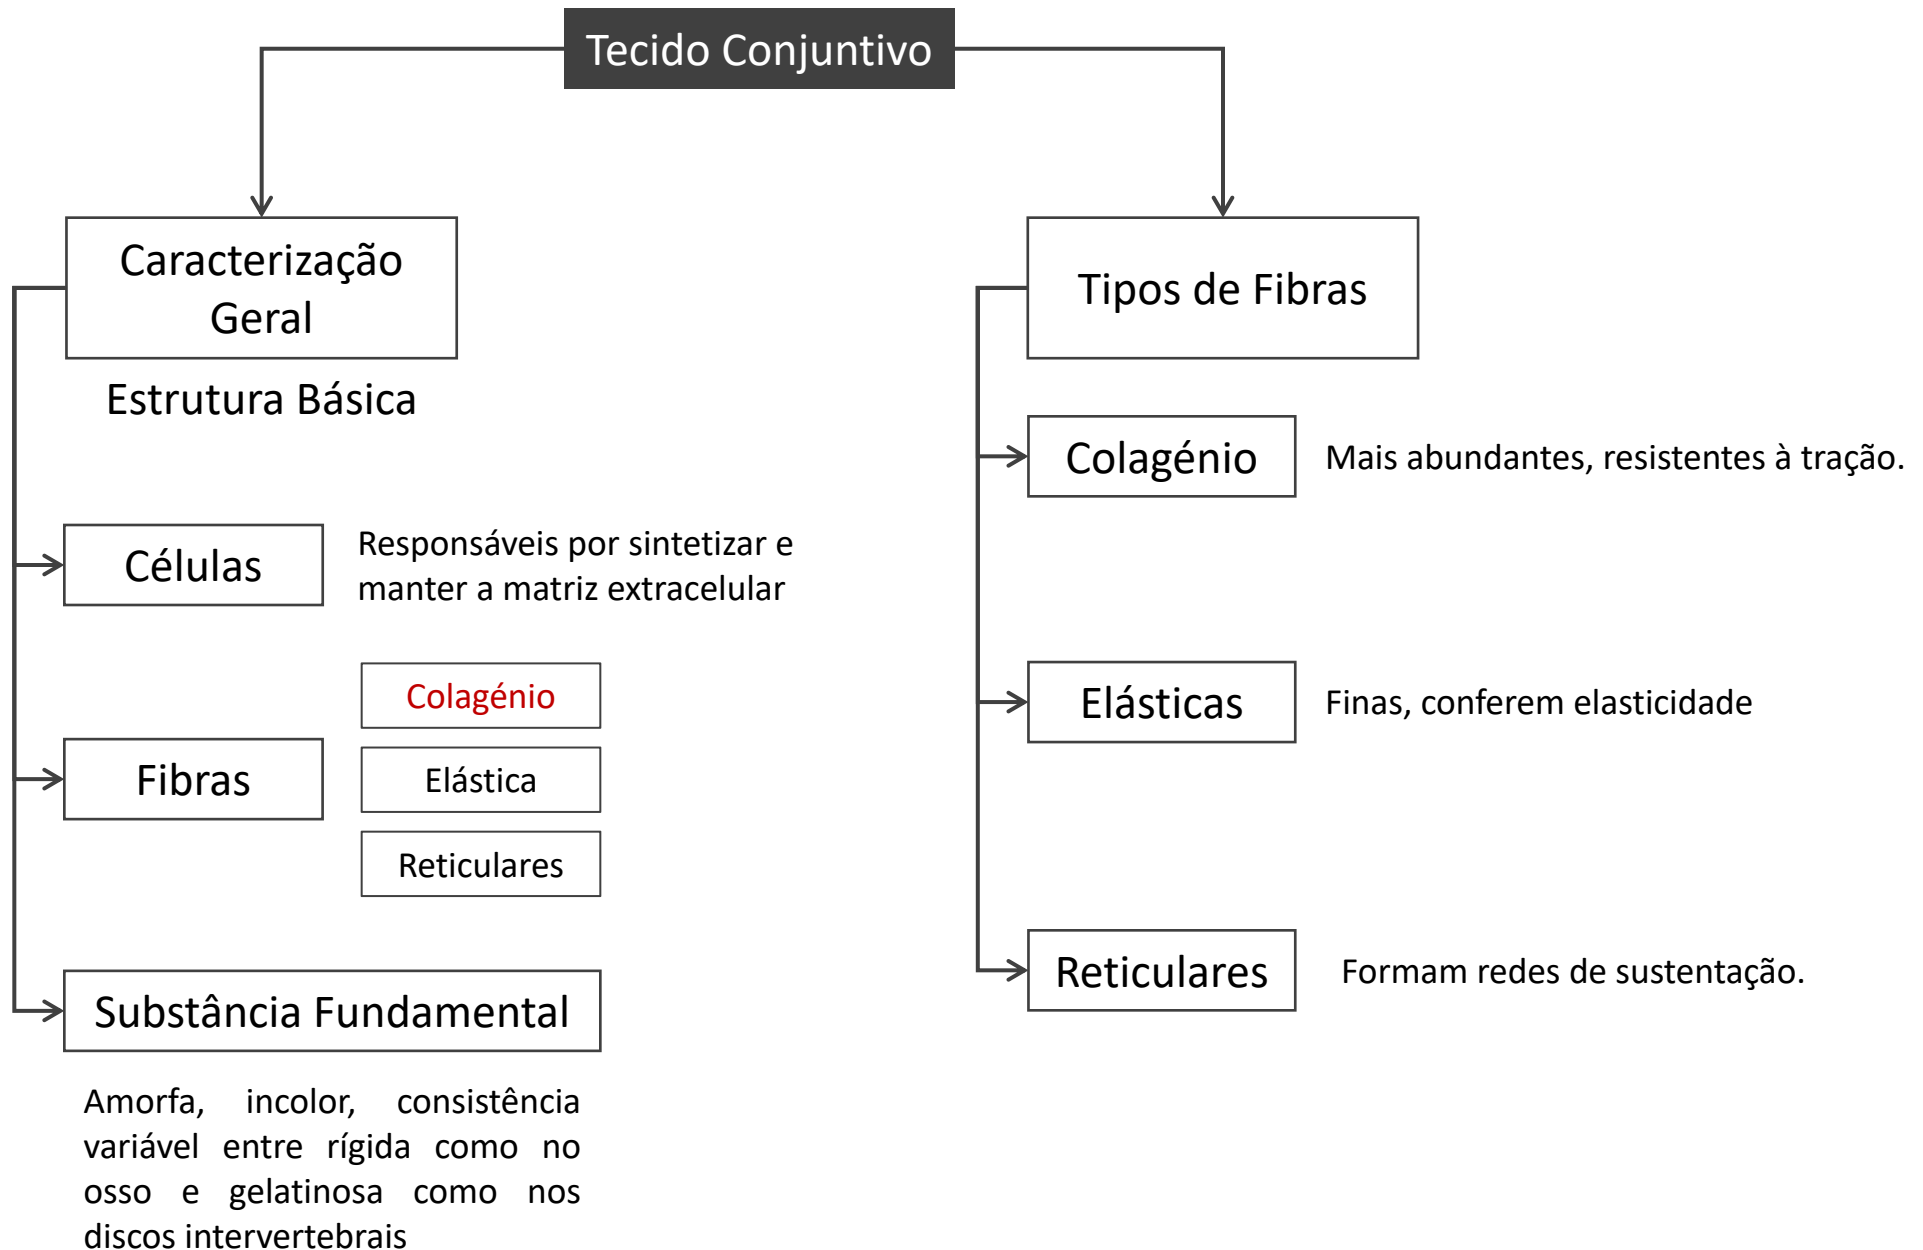 Tecido Conjuntivo
Caracterização
Geral
Estrutura Básica
Células
Responsáveis por sintetizar e
manter a matriz extracelular
Fibras
Colagénio
Elástica
Reticulares
Substância Fundamental
Amorfa, incolor, consistência
variável entre rígida como no
osso e gelatinosa como nos
discos intervertebrais
Tipos de Fibras
Colagénio
Mais abundantes, resistentes à tração.
Elásticas
Finas, conferem elasticidade
Reticulares
Formam redes de sustentação.